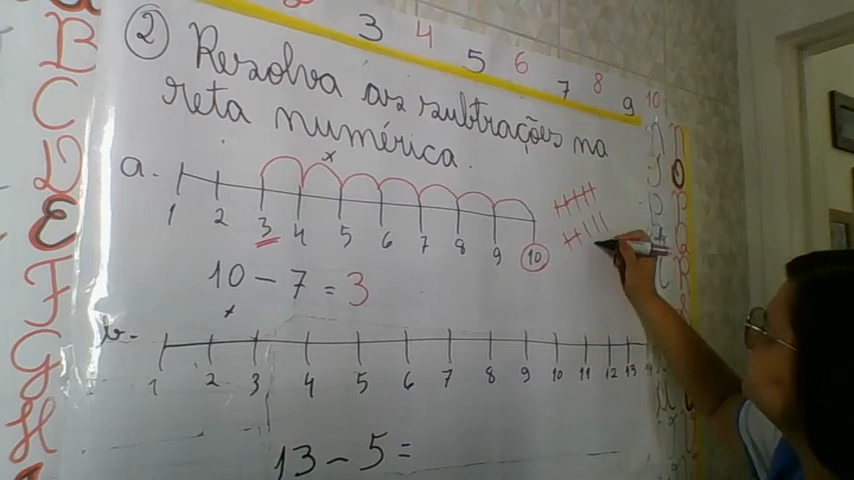 3 4 5 6 7 8 9 10
2 Resolva as subtrações na
reta numérica.
a. 1 2 3 4 5 6 7 8 9 10
10 - 7 = 3
b. 1 2 3 4 5 6 7 8 9 10 11 12 13
13 - 5 =
B
C
D
E
F
G
H